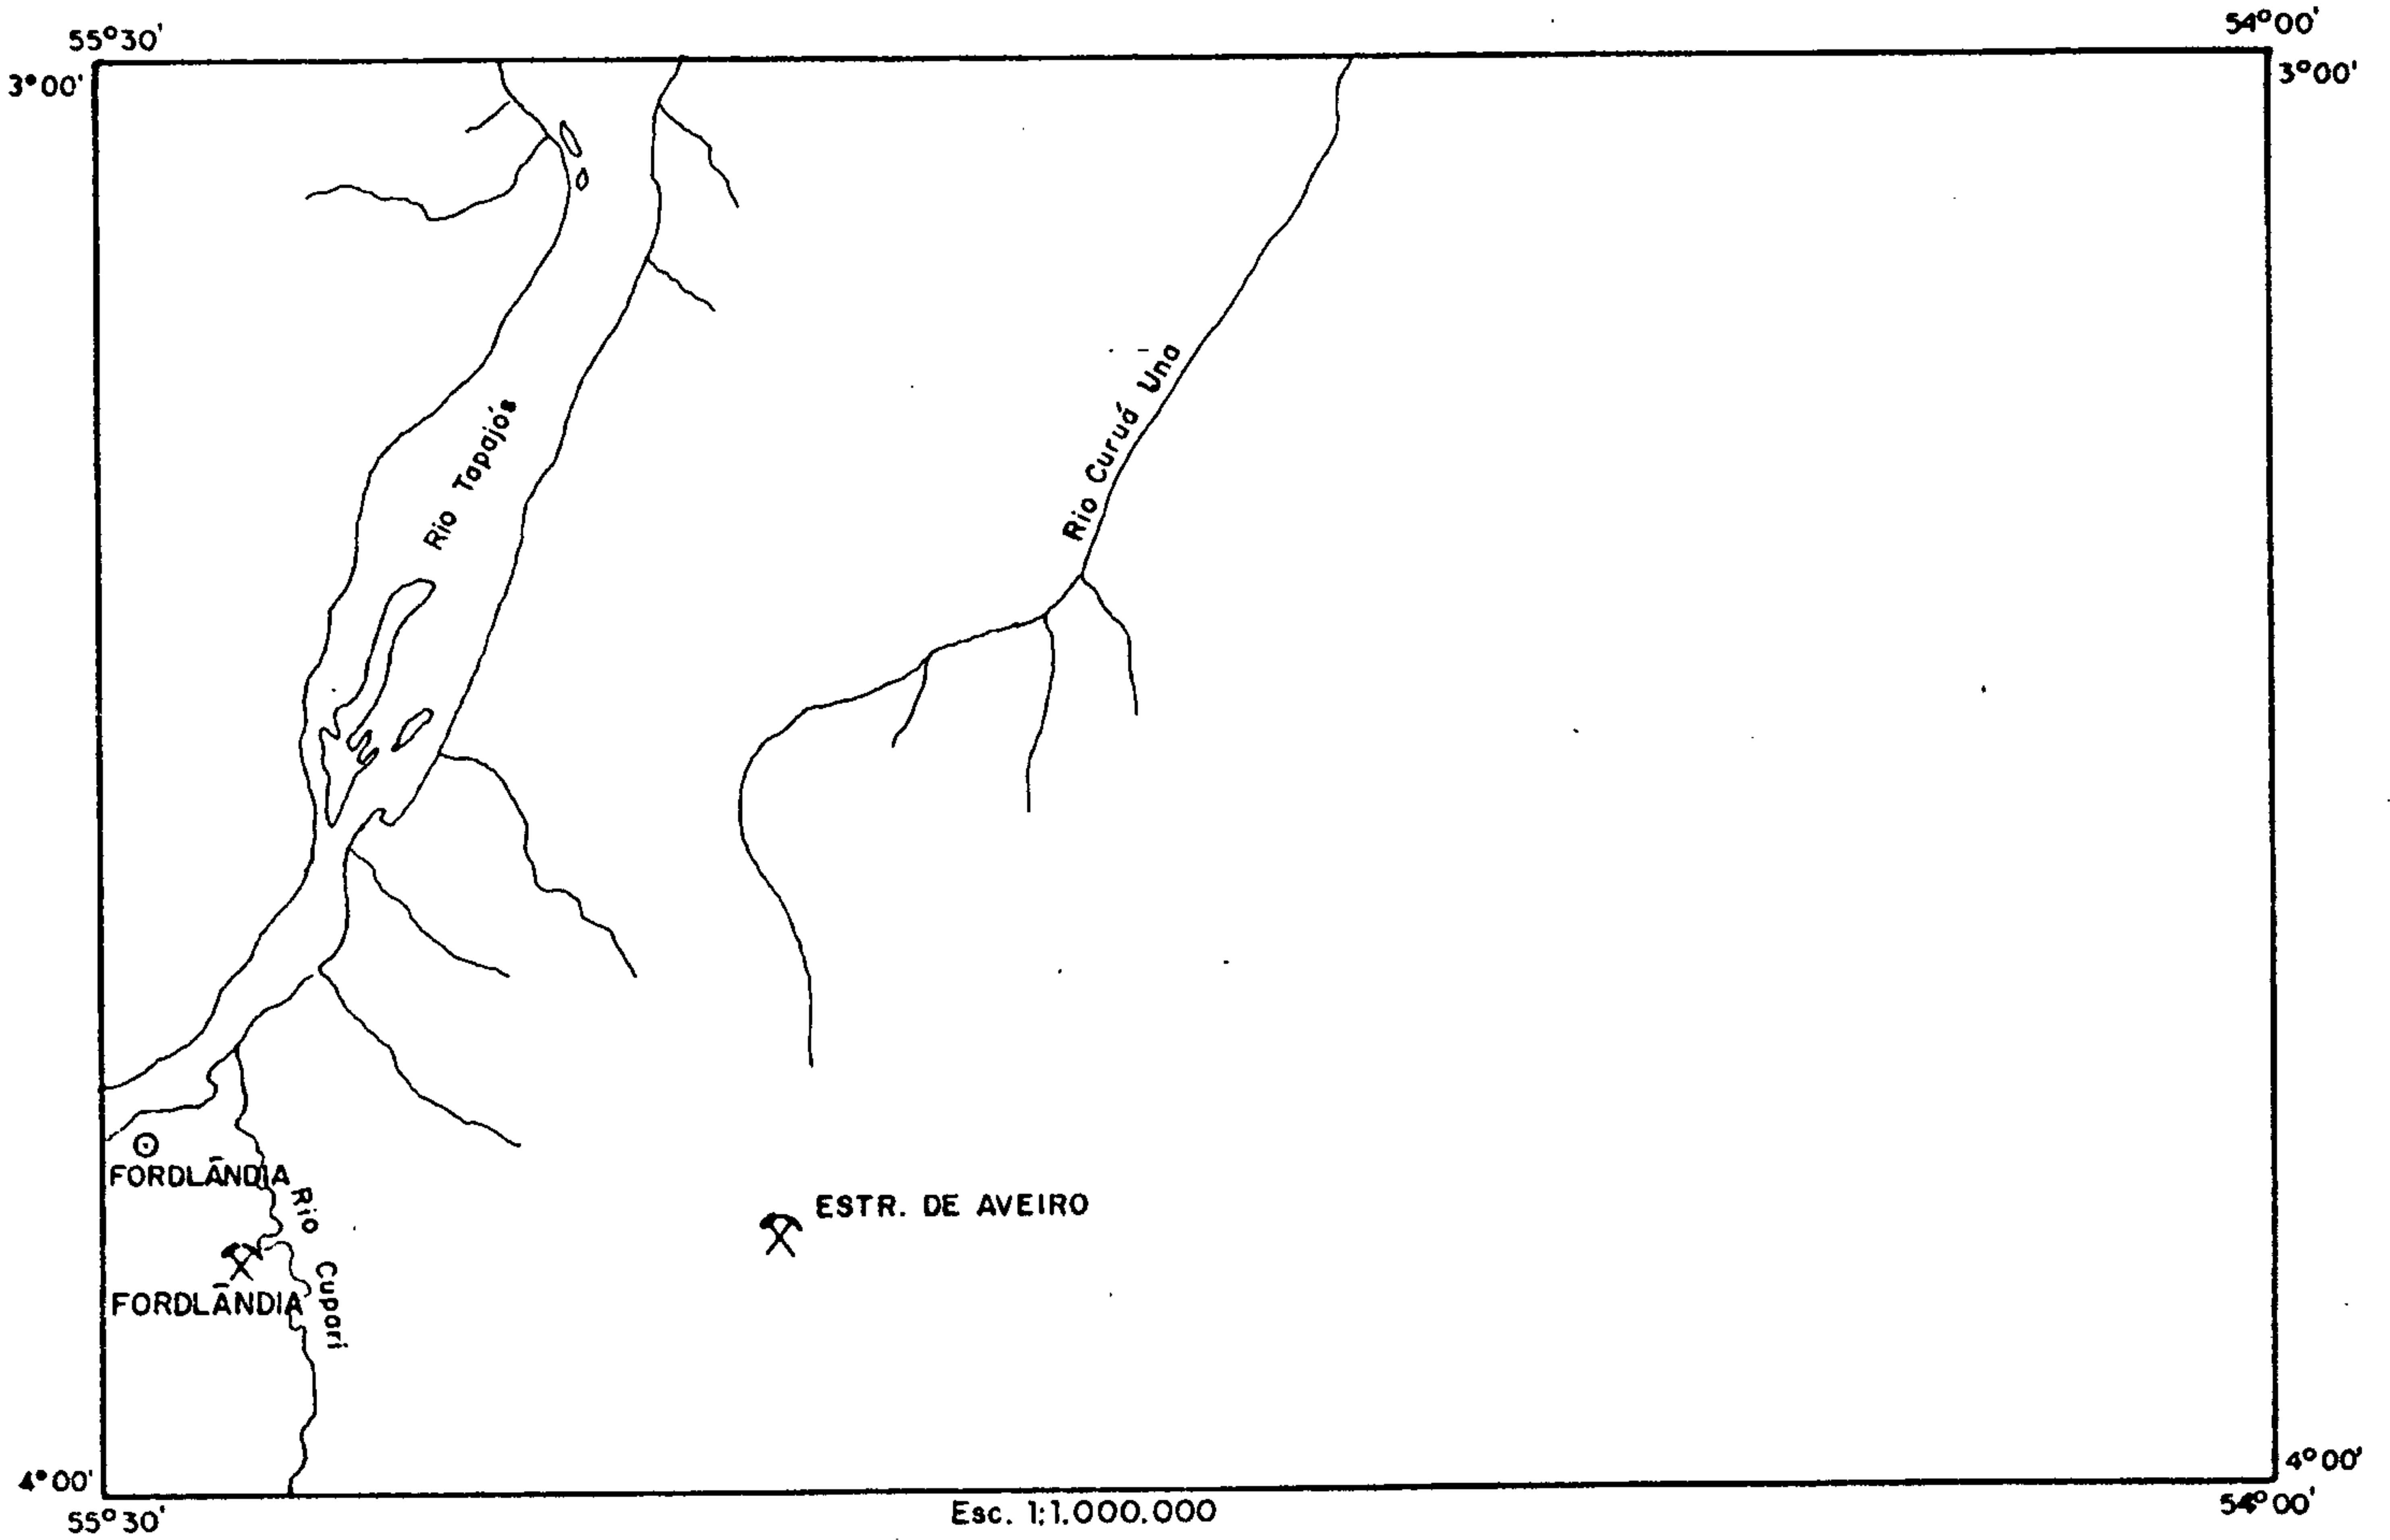 55°30'
54°00'
3°00'
3°00'
Rio Tapajós
Rio Curuá Una
FORDLÂNDIA
Rio Cupari
ESTR. DE AVEIRO
FORDLÂNDIA
4°00'
4°00'
55°30'
Esc. 1:1.000.000
54°00'